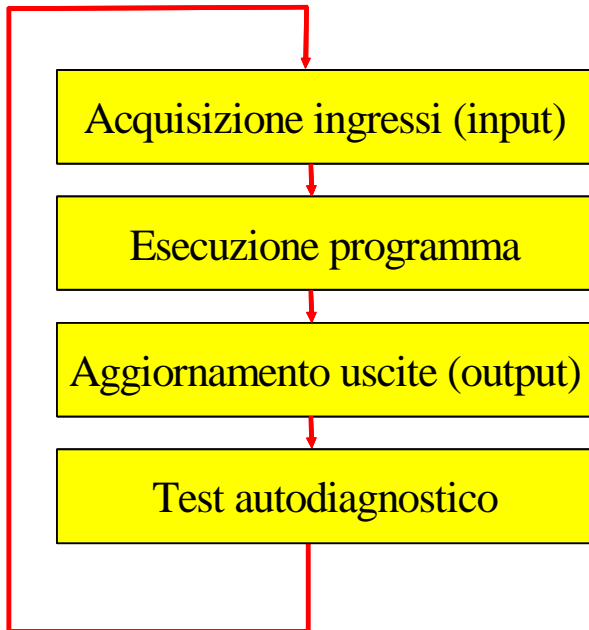 Acquisizione ingressi (input)
Esecuzione programma
Aggiornamento uscite (output)
Test autodiagnostico